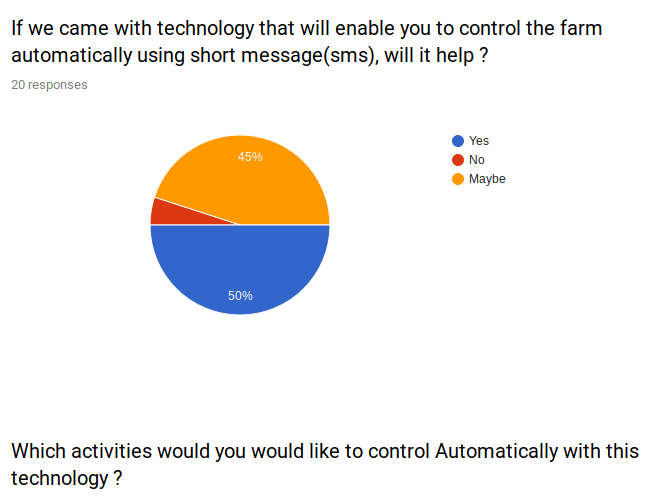 If we came with technology that will enable you to control the farm
automatically using short message(sms), will it help ?
20 responses
45%
50%
Yes
No
Maybe
Which activities would you would like to control Automatically with this
technology ?